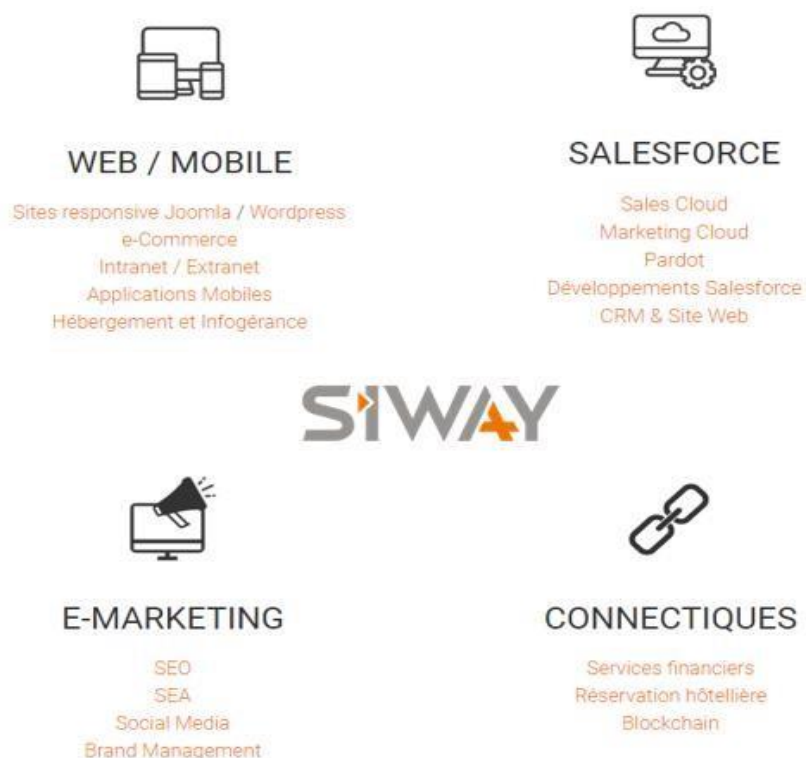 WEB / MOBILE
Sites responsive Joomla / Wordpress
e-Commerce
Intranet / Extranet
Applications Mobiles
Hébergement et Infogérance
SALESFORCE
Sales Cloud
Marketing Cloud
Pardot
Développements Salesforce
CRM & Site Web
SIWAY
E-MARKETING
SEO
SEA
Social Media
Brand Management
CONNECTIQUES
Services financiers
Réservation hôtellière
Blockchain